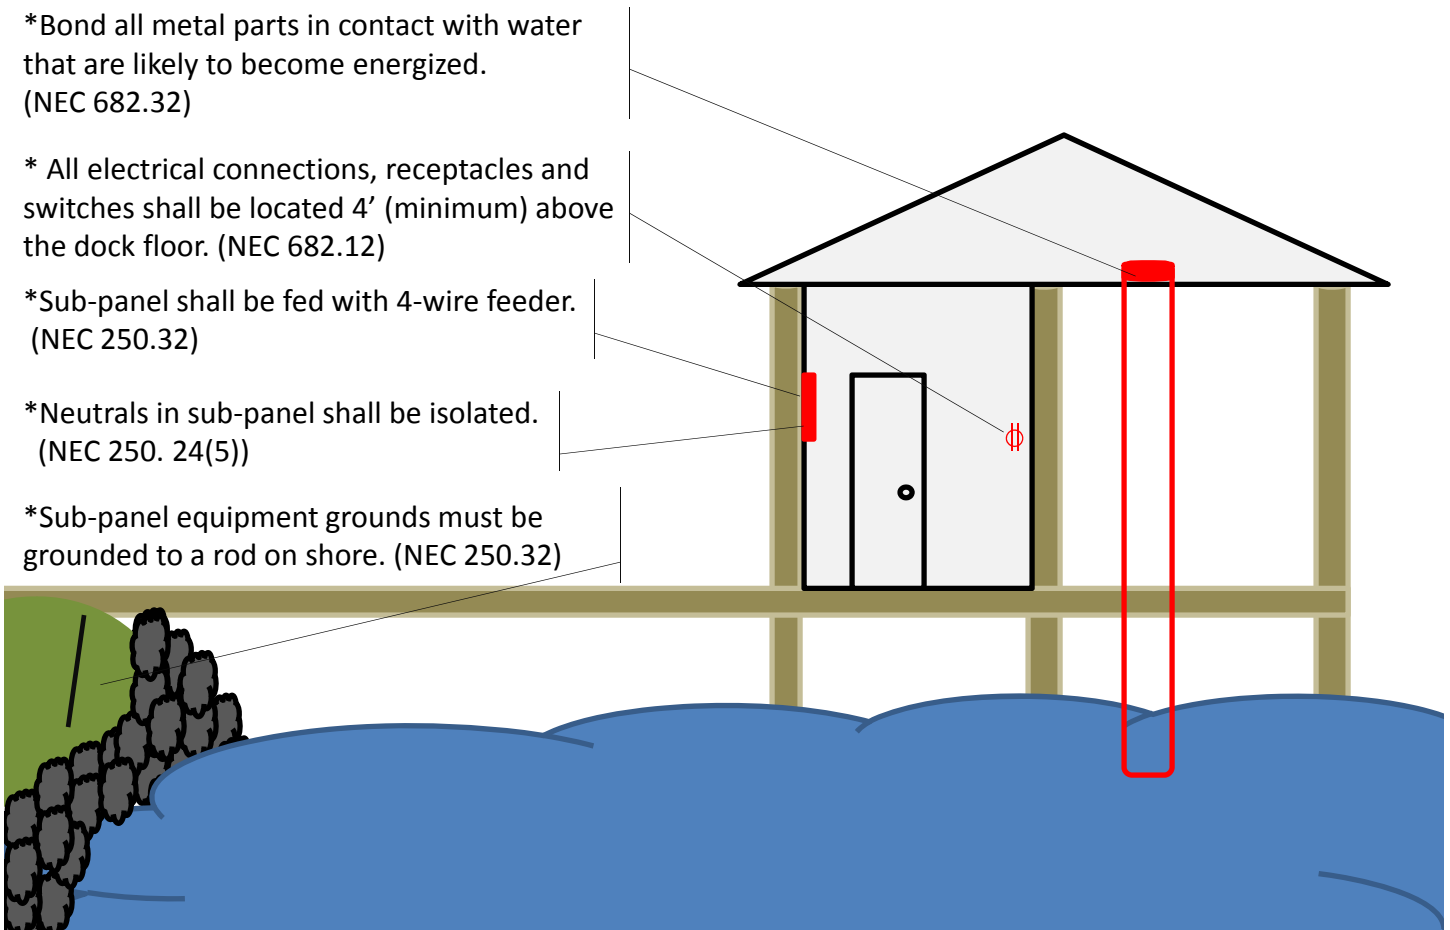 *Bond all metal parts in contact with water
that are likely to become energized.
(NEC 682.32)
* All electrical connections, receptacles and
switches shall be located 4’ (minimum) above
the dock floor. (NEC 682.12)
*Sub-panel shall be fed with 4-wire feeder.
(NEC 250.32)
*Neutrals in sub-panel shall be isolated.
(NEC 250. 24(5))
*Sub-panel equipment grounds must be
grounded to a rod on shore. (NEC 250.32)